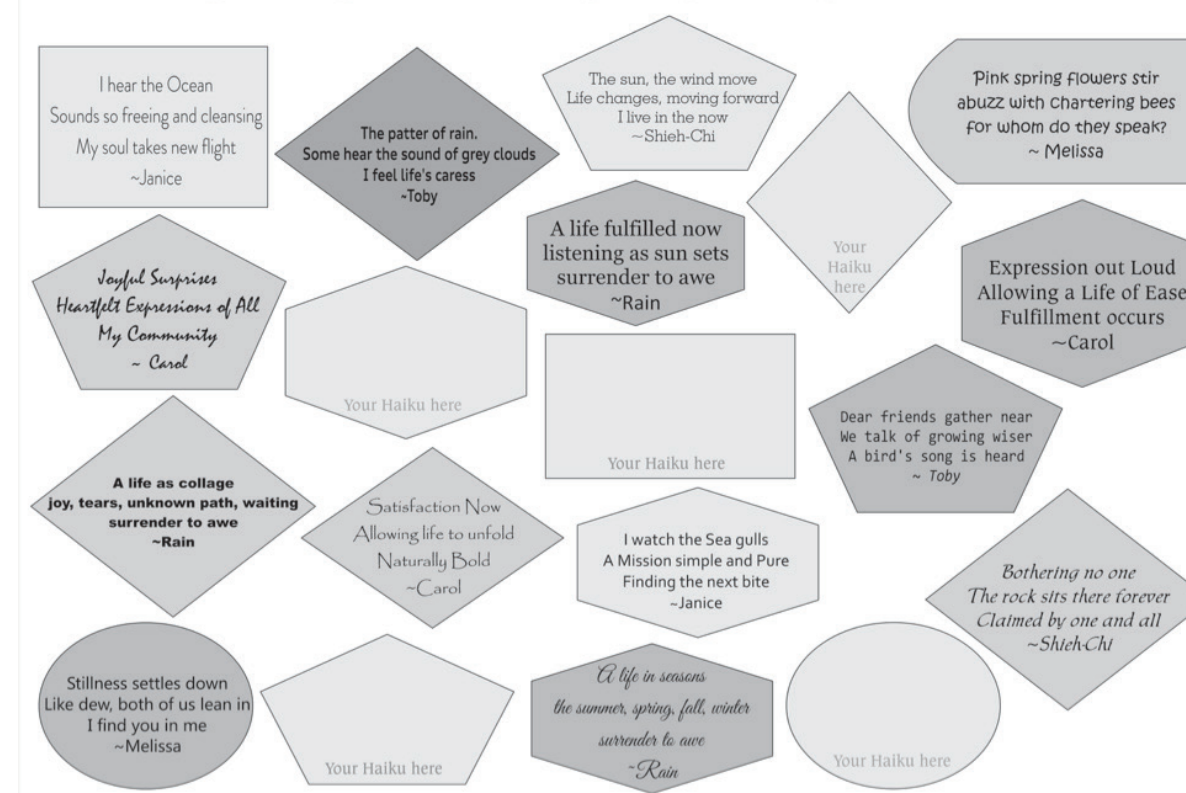 I hear the Ocean
Sounds so freeing and cleansing
My soul takes new flight
~Janice
The patter of rain.
Some hear the sound of grey clouds
I feel life's caress
~Toby
The sun, the wind move
Life changes, moving forward
I live in the now
~Shieh-Chi
Pink spring flowers stir
abuzz with chartering bees
for whom do they speak?
~ Melissa
Joyful Surprises
Heartfelt Expressions of All
My Community
~ Carol
Your Haiku here
A life fulfilled now
listening as sun sets
surrender to awe
~Rain
Your
Haiku
here
Expression out Loud
Allowing a Life of Ease
Fulfillment occurs
~Carol
Your Haiku here
Dear friends gather near
We talk of growing wiser
A bird's song is heard
~ Toby
A life as collage
joy, tears, unknown path, waiting
surrender to awe
~Rain
Satisfaction Now
Allowing life to unfold
Naturally Bold
~Carol
I watch the Sea gulls
A Mission simple and Pure
Finding the next bite
~Janice
Bothering no one
The rock sits there forever
Claimed by one and all
~Shieh-Chi
Stillness settles down
Like dew, both of us lean in
I find you in me
~Melissa
Your Haiku here
A life in seasons
the summer, spring, fall, winter
surrender to awe
~Rain
Your Haiku here